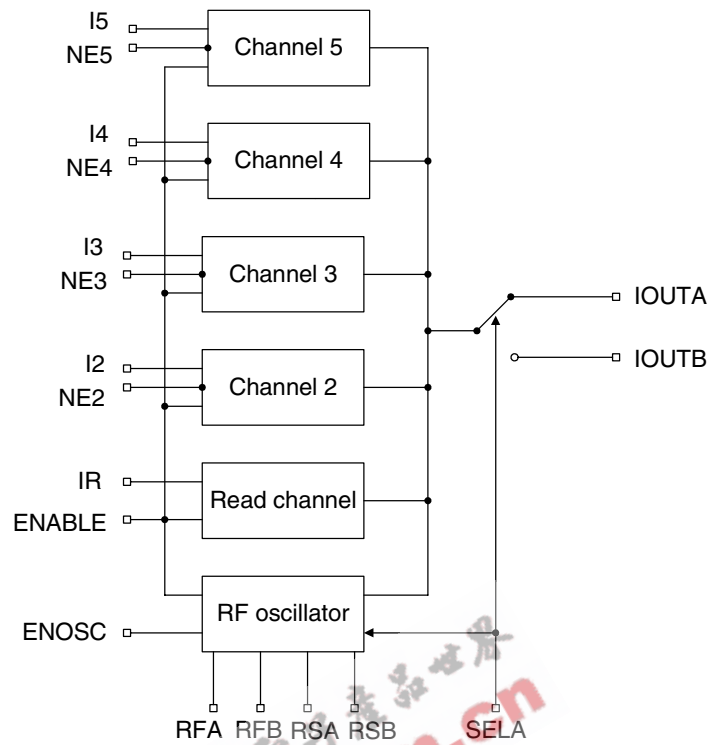 I5
NE5
Channel 5
I4
NE4
Channel 4
I3
NE3
Channel 3
IOUTA
IOUTB
I2
NE2
Channel 2
IR
Read channel
ENABLE
RF oscillator
ENOSC
RFA RFB RSA RSB SELA